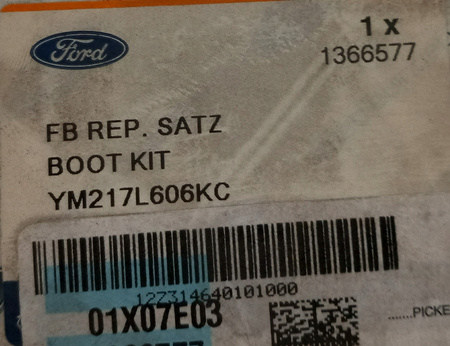 Ford
1 x
1366577
FB REP. SATZ
BOOT KIT
YM217L606KC
12Z314640101000
01X07E03
......PICKE